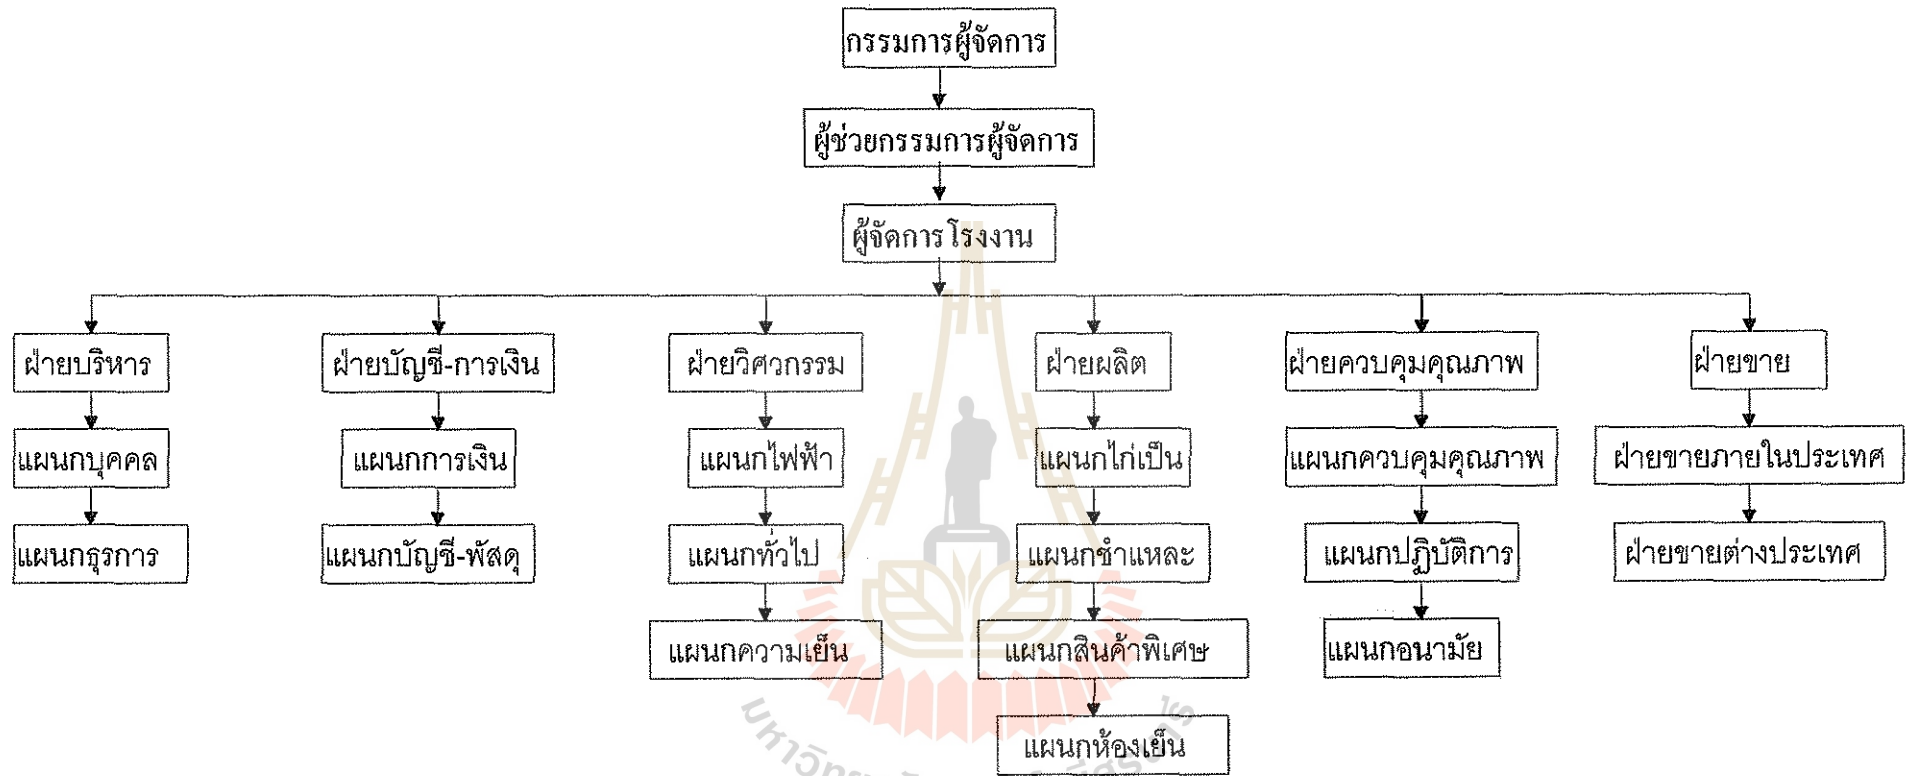 กรรมการผู้จัดการ
ผู้ช่วยกรรมการผู้จัดการ
ผู้จัดการโรงงาน
ฝ่ายบริหาร ฝ่ายบัญชี-การเงิน ฝ่ายวิศวกรรม ฝ่ายผลิต ฝ่ายควบคุมคุณภาพ ฝ่ายขาย
แผนกบุคคล แผนกการเงิน แผนกไฟฟ้า แผนกไก่เป็น แผนกควบคุมคุณภาพ ฝ่ายขายภายในประเทศ
แผนกธุรการ แผนกบัญชี-พัสดุ แผนกทั่วไป แผนกชำแหละ แผนกปฏิบัติการ ฝ่ายขายต่างประเทศ
แผนกความเย็น แผนกสินค้าพิเศษ แผนกอนามัย
แผนกห้องเย็น